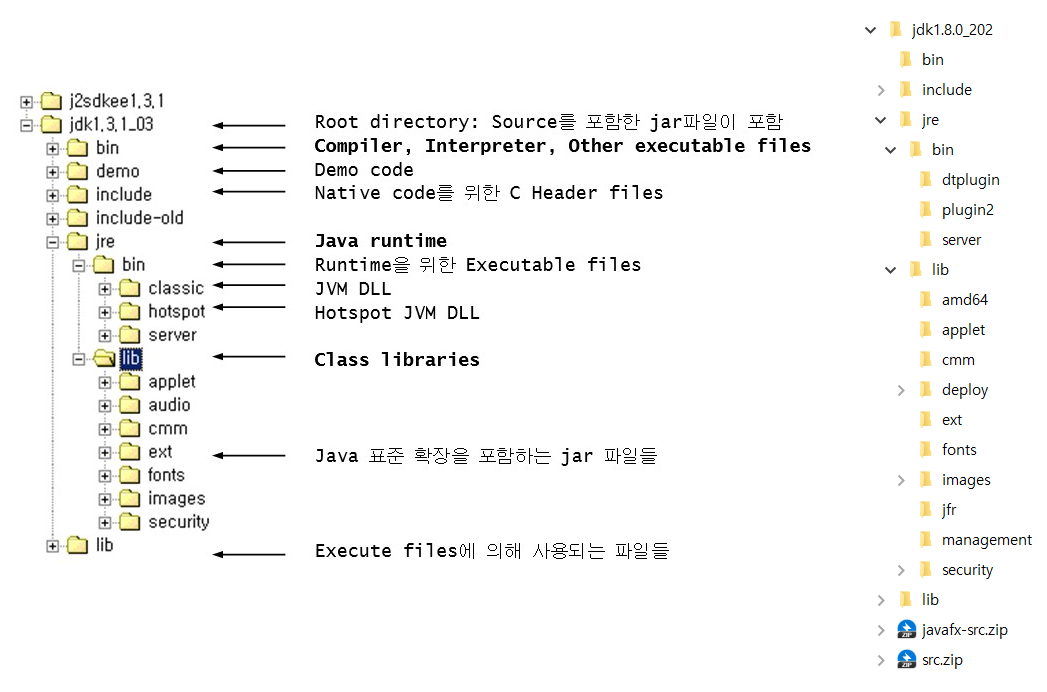 j2sdkee1,3,1
jdk1,3,1_03
Root directory: Source를 포함한 jar파일이 포함
bin
Compiler, Interpreter, Other executable files
demo
Demo code
include
Native code를 위한 C Header files
include-old
jre
Java runtime
bin
Runtime을 위한 Executable files
classic
JVM DLL
hotspot
Hotspot JVM DLL
server
lib
Class libraries
applet
audio
cmm
ext
Java 표준 확장을 포함하는 jar 파일들
fonts
images
security
lib
Execute files에 의해 사용되는 파일들
jdk1.8.0_202
bin
include
jre
bin
dtplugin
plugin2
server
lib
amd64
applet
cmm
deploy
ext
fonts
images
jfr
management
security
lib
ZIP
javafx-src.zip
ZIP
src.zip